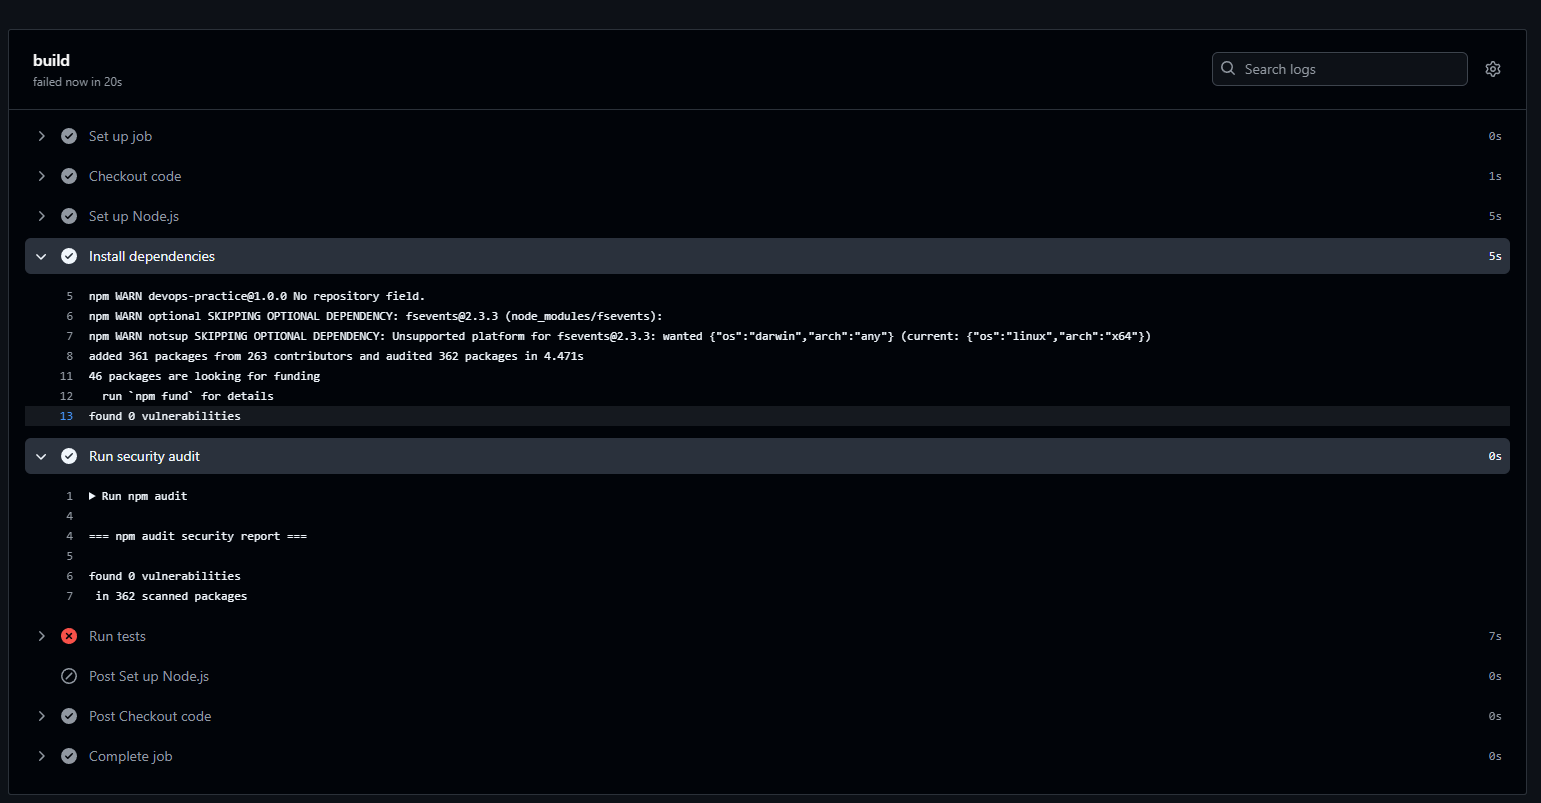 build
failed now in 20s
Search logs
Set up job 0s
Checkout code 1s
Set up Node.js 5s
Install dependencies 5s
5 npm WARN devops-practice@1.0.0 No repository field.
6 npm WARN optional SKIPPING OPTIONAL DEPENDENCY: fsevents@2.3.3 (node_modules/fsevents):
7 npm WARN notsup SKIPPING OPTIONAL DEPENDENCY: Unsupported platform for fsevents@2.3.3: wanted {"os":"darwin","arch":"any"} (current: {"os":"linux","arch":"x64"})
8 added 361 packages from 263 contributors and audited 362 packages in 4.471s
11 46 packages are looking for funding
12 run `npm fund` for details
13 found 0 vulnerabilities
Run security audit 0s
1 Run npm audit
4
4 === npm audit security report ===
5
6 found 0 vulnerabilities
7 in 362 scanned packages
Run tests 7s
Post Set up Node.js 0s
Post Checkout code 0s
Complete job 0s